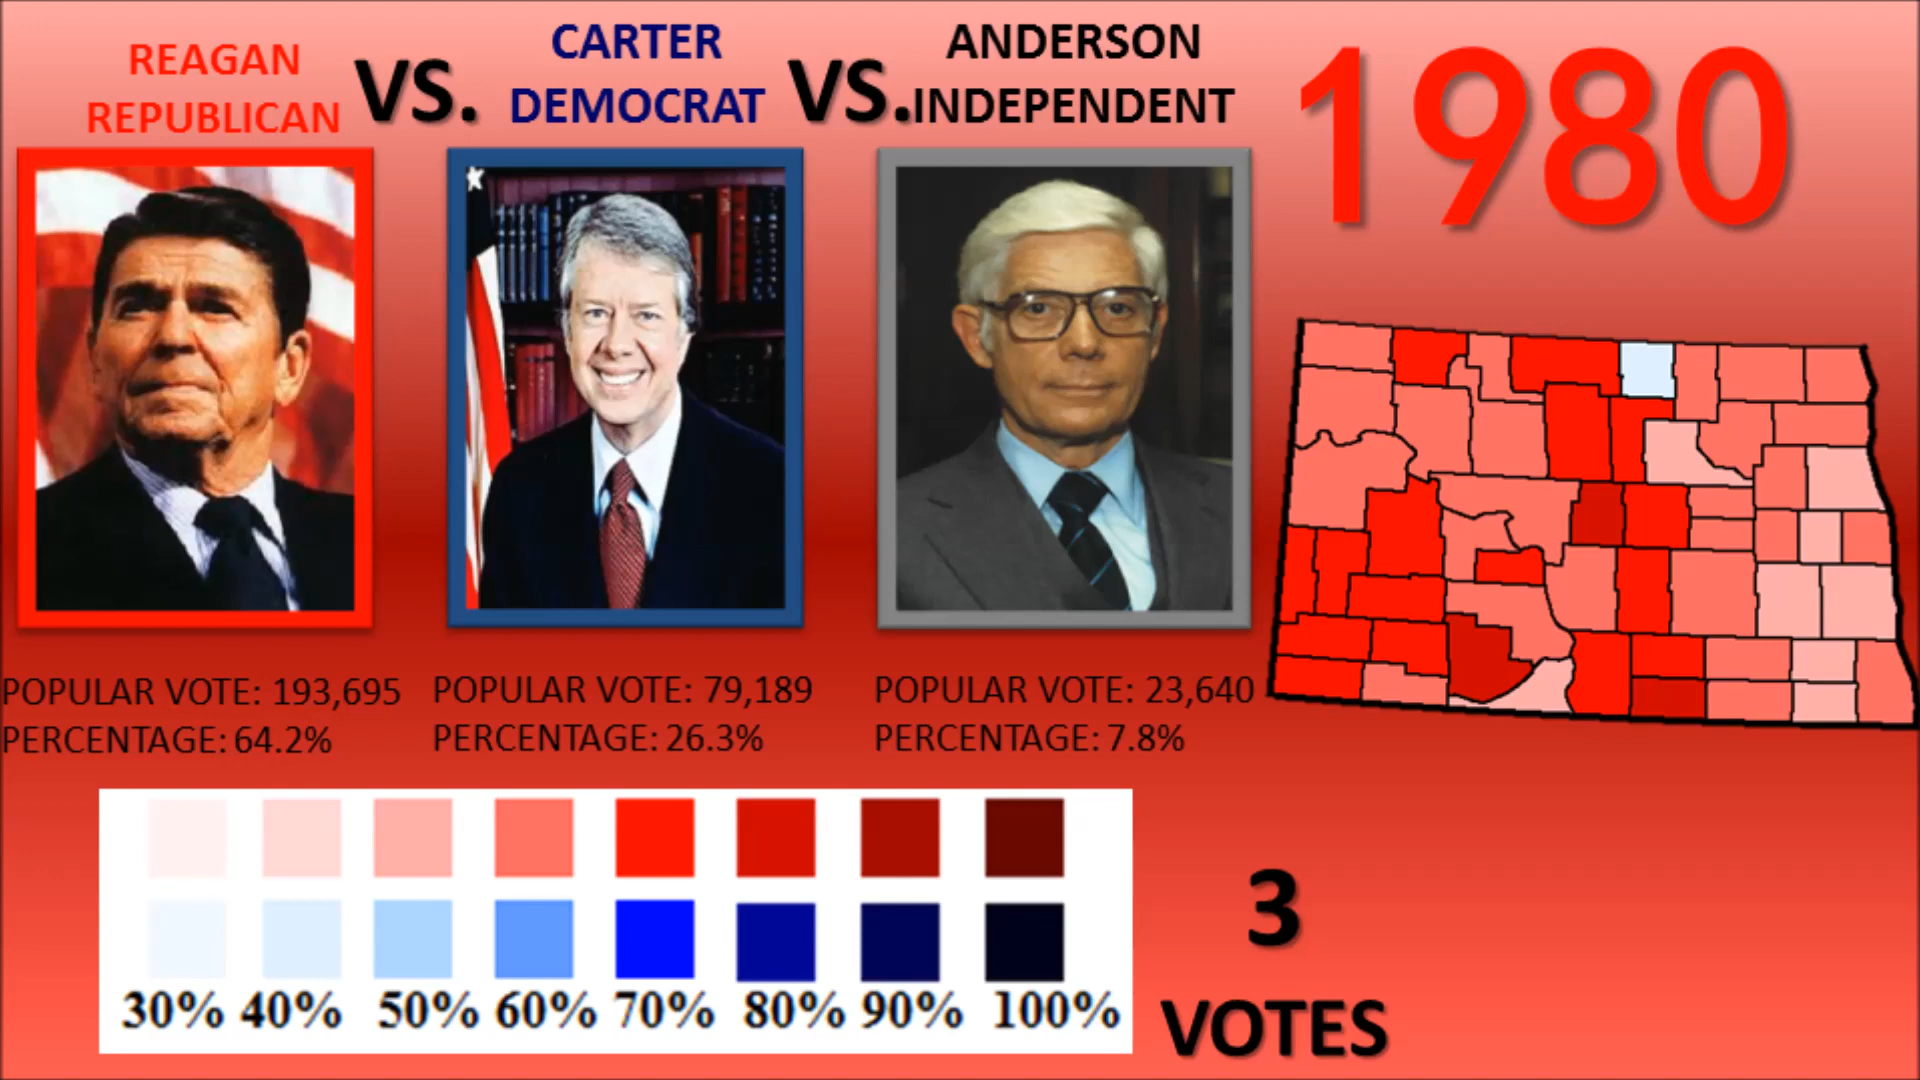 REAGAN
REPUBLICAN
VS.
CARTER
DEMOCRAT
VS.
ANDERSON
INDEPENDENT
1980
POPULAR VOTE: 193,695
PERCENTAGE: 64.2%
POPULAR VOTE: 79,189
PERCENTAGE: 26.3%
POPULAR VOTE: 23,640
PERCENTAGE: 7.8%
30% 40% 50% 60% 70% 80% 90% 100%
3
VOTES